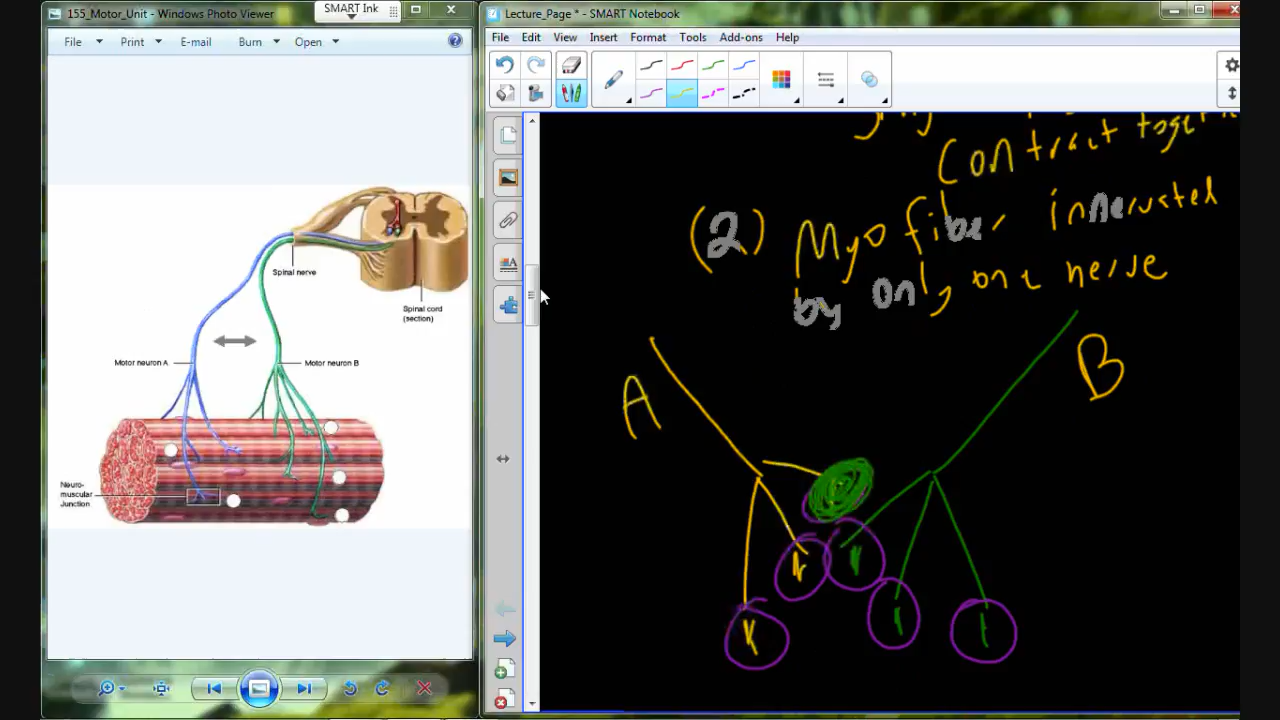 155_Motor_Unit - Windows Photo Viewer
SMART Ink
File Print E-mail Burn Open
Spinal nerve
Spinal cord
(section)
Motor neuron A
Motor neuron B
Neuro-
muscular
Junction
Lecture_Page * - SMART Notebook
File Edit View Insert Format Tools Add-ons Help
Contract togeth
(2) Myofiber innervated
by only one nerve
A
B